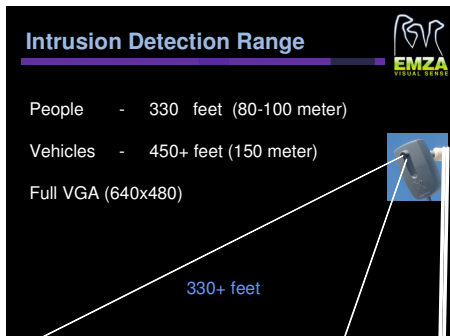 Intrusion Detection Range
EMZA
VISUAL SENSE
People - 330 feet (80-100 meter)
Vehicles - 450+ feet (150 meter)
Full VGA (640x480)
330+ feet